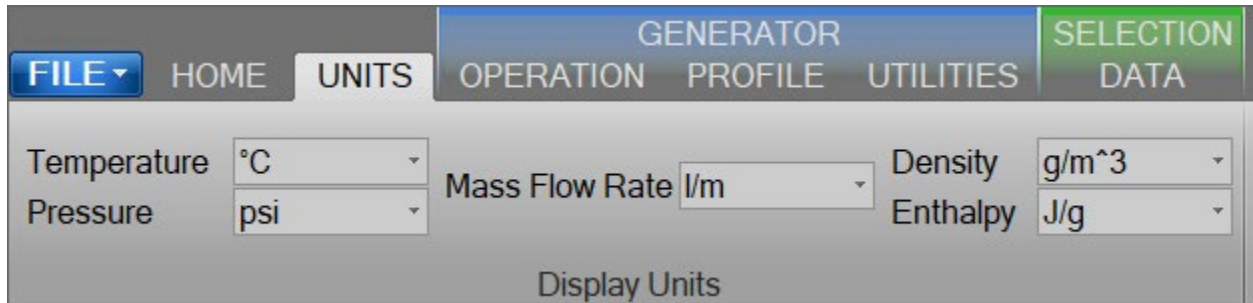 GENERATOR SELECTION
FILE HOME UNITS OPERATION PROFILE UTILITIES DATA
Temperature °C
Pressure psi
Mass Flow Rate l/m
Density g/m^3
Enthalpy J/g
Display Units